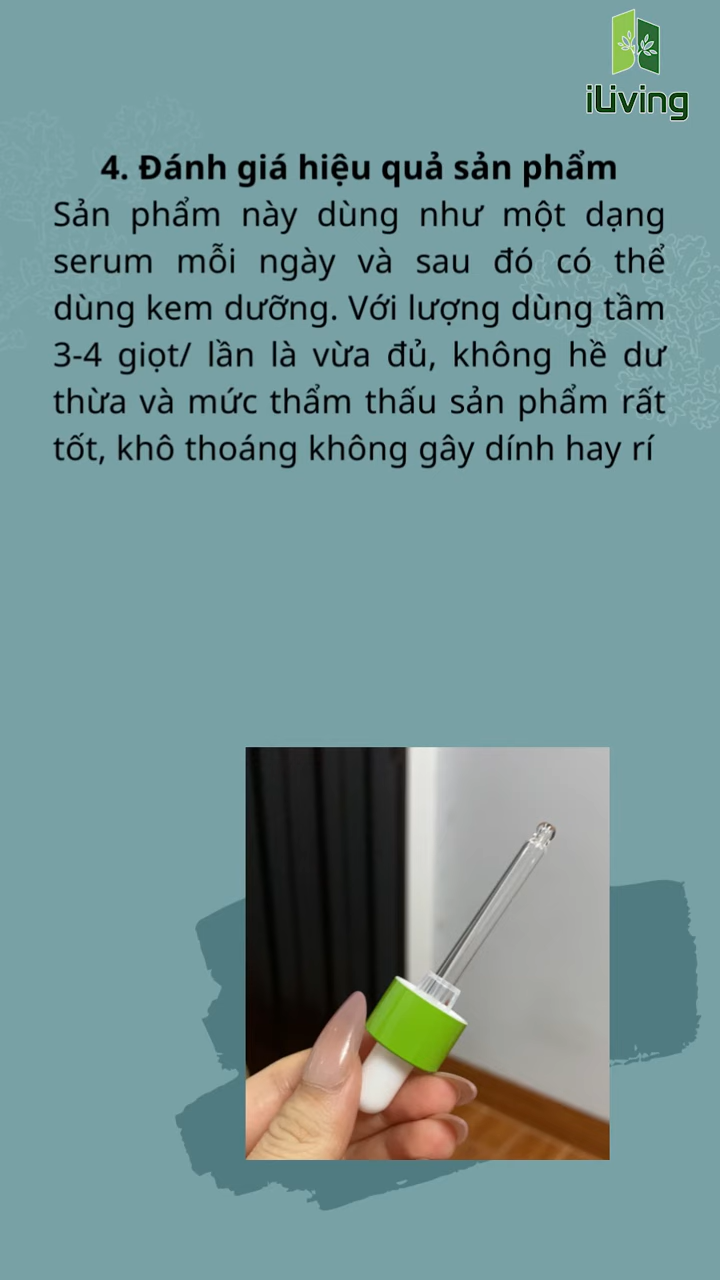 iLiving
4. Đánh giá hiệu quả sản phẩm
Sản phẩm này dùng như một dạng
serum mỗi ngày và sau đó có thể
dùng kem dưỡng. Với lượng dùng tầm
3-4 giọt/ lần là vừa đủ, không hề dư
thừa và mức thẩm thấu sản phẩm rất
tốt, khô thoáng không gây dính hay rí